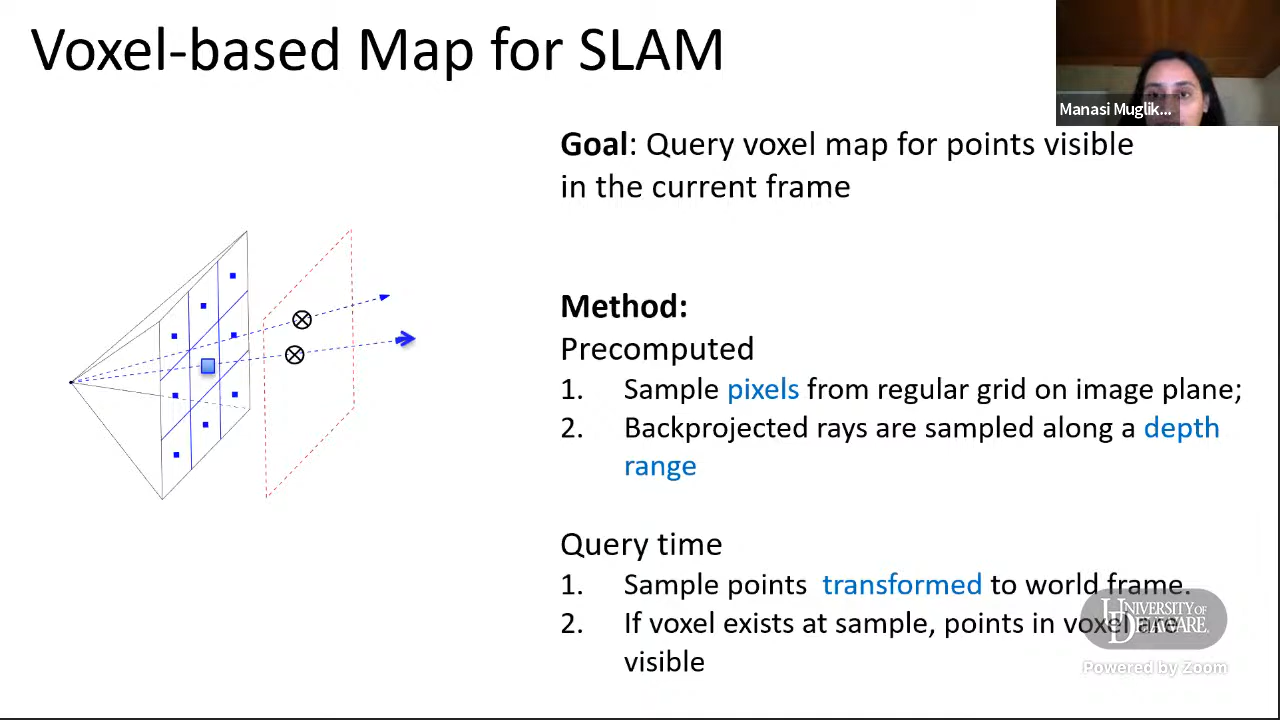 Voxel-based Map for SLAM
Manasi Muglik...
Goal: Query voxel map for points visible
in the current frame
Method:
Precomputed
1. Sample pixels from regular grid on image plane;
2. Backprojected rays are sampled along a depth
range
Query time
1. Sample points transformed to world frame.
2. If voxel exists at sample, points in voxel are
visible
UNIVERSITY OF
DELAWARE.
Powered by Zoom